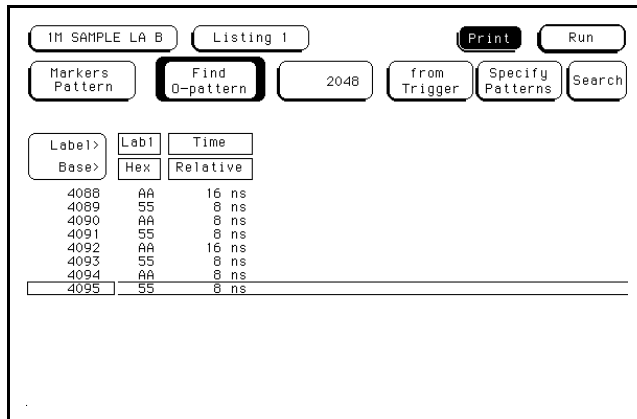 1M SAMPLE LA B Listing 1 Print Run
Markers Pattern Find O-pattern 2048 from Trigger Specify Patterns Search
Label> Lab1 Time
Base> Hex Relative
4088 AA 16 ns
4089 55 8 ns
4090 AA 8 ns
4091 55 8 ns
4092 AA 16 ns
4093 55 8 ns
4094 AA 8 ns
4095 55 8 ns